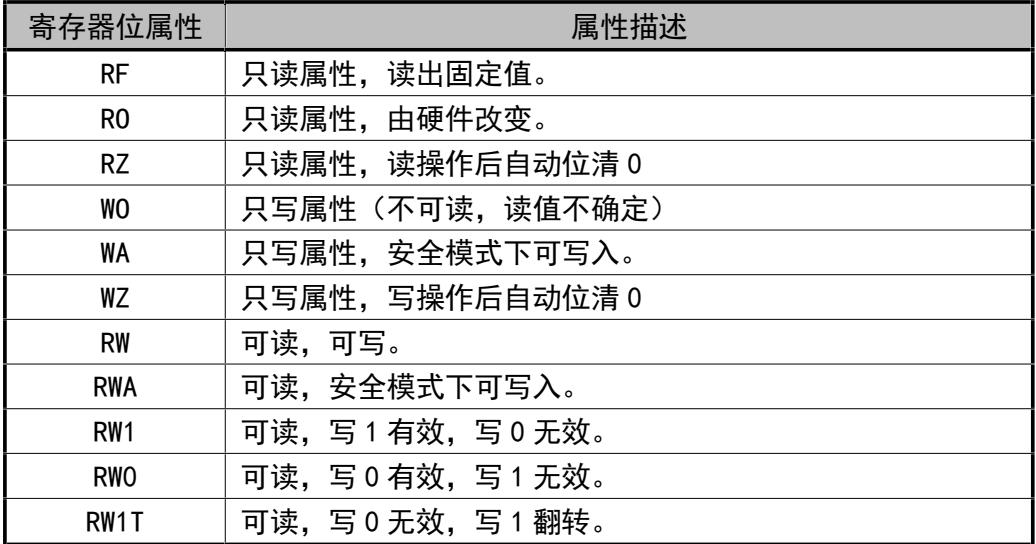 寄存器位属性 属性描述
RF 只读属性，读出固定值。
RO 只读属性，由硬件改变。
RZ 只读属性，读操作后自动位清 0
WO 只写属性（不可读，读值不确定）
WA 只写属性，安全模式下可写入。
WZ 只写属性，写操作后自动位清 0
RW 可读，可写。
RWA 可读，安全模式下可写入。
RW1 可读，写 1 有效，写 0 无效。
RW0 可读，写 0 有效，写 1 无效。
RW1T 可读，写 0 无效，写 1 翻转。